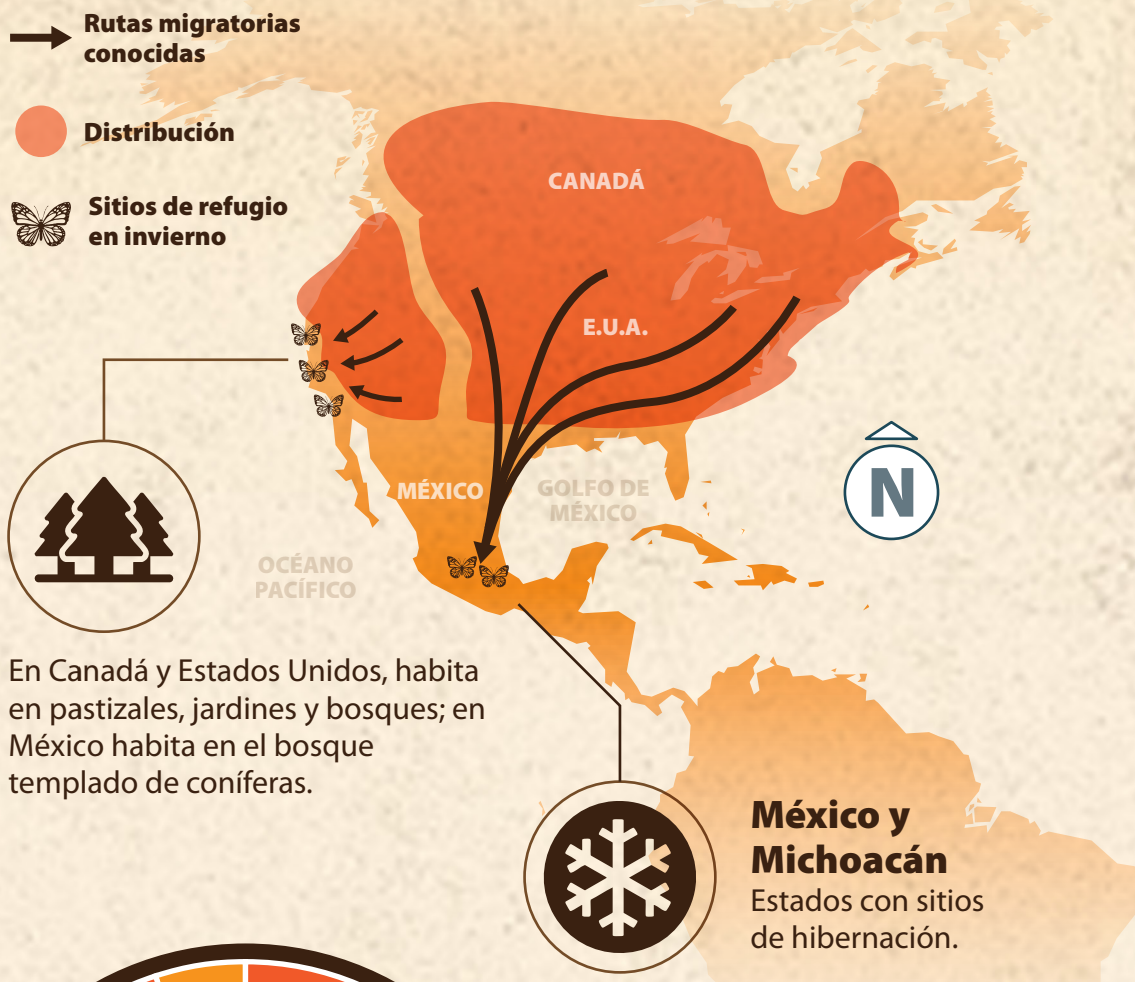 Rutas migratorias
conocidas
Distribución
Sitios de refugio
en invierno
CANADÁ
E.U.A.
MÉXICO
GOLFO DE
MÉXICO
N
OCÉANO
PACÍFICO
En Canadá y Estados Unidos, habita
en pastizales, jardines y bosques; en
México habita en el bosque
templado de coníferas.
México y
Michoacán
Estados con sitios
de hibernación.